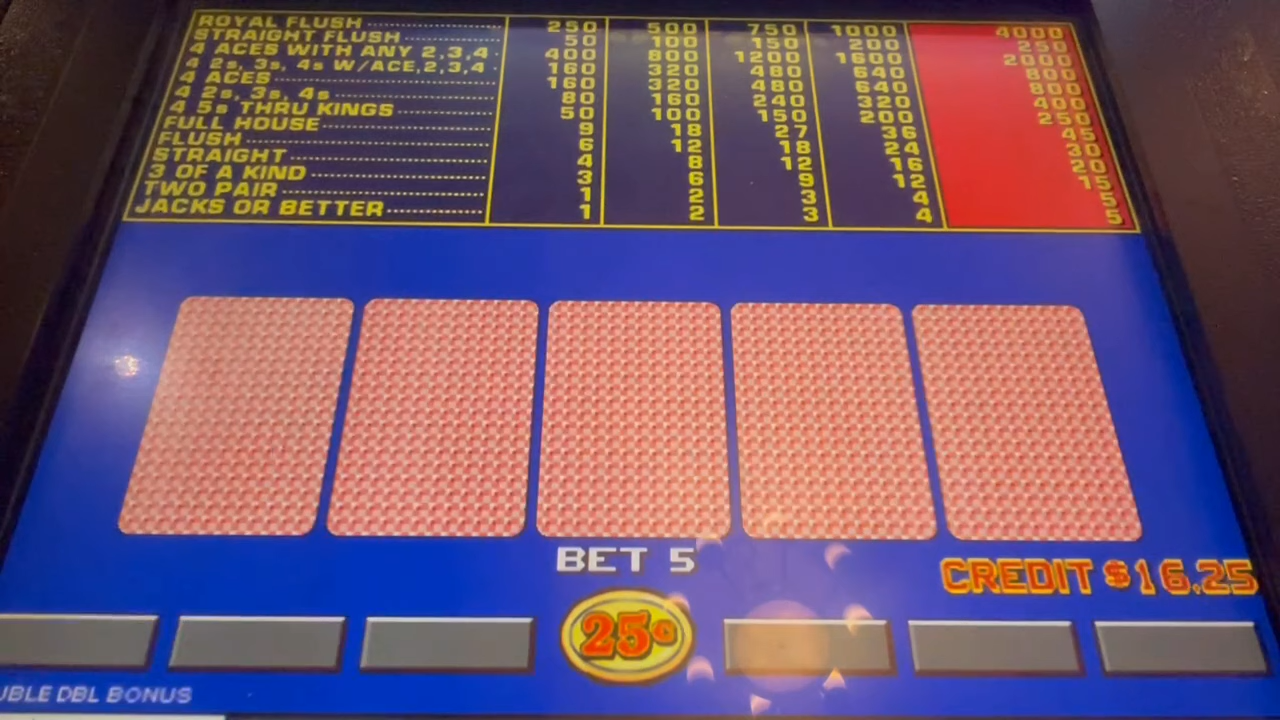 ROYAL FLUSH 250 500 750 1000 4000
STRAIGHT FLUSH 50 100 150 200 250
4 ACES WITH ANY 2,3,4 400 800 1200 1600 2000
4 2s, 3s, 4s W/ACE,2,3,4 160 320 480 640 800
4 ACES 160 320 480 640 800
4 2s, 3s, 4s 80 160 240 320 400
4 5s THRU KINGS 50 100 150 200 250
FULL HOUSE 9 18 27 36 45
FLUSH 6 12 18 24 30
STRAIGHT 4 8 12 16 20
3 OF A KIND 3 6 9 12 15
TWO PAIR 1 2 3 4 5
JACKS OR BETTER 1 2 3 4 5
BET 5
CREDIT $16.25
25¢
UBLE DBL BONUS